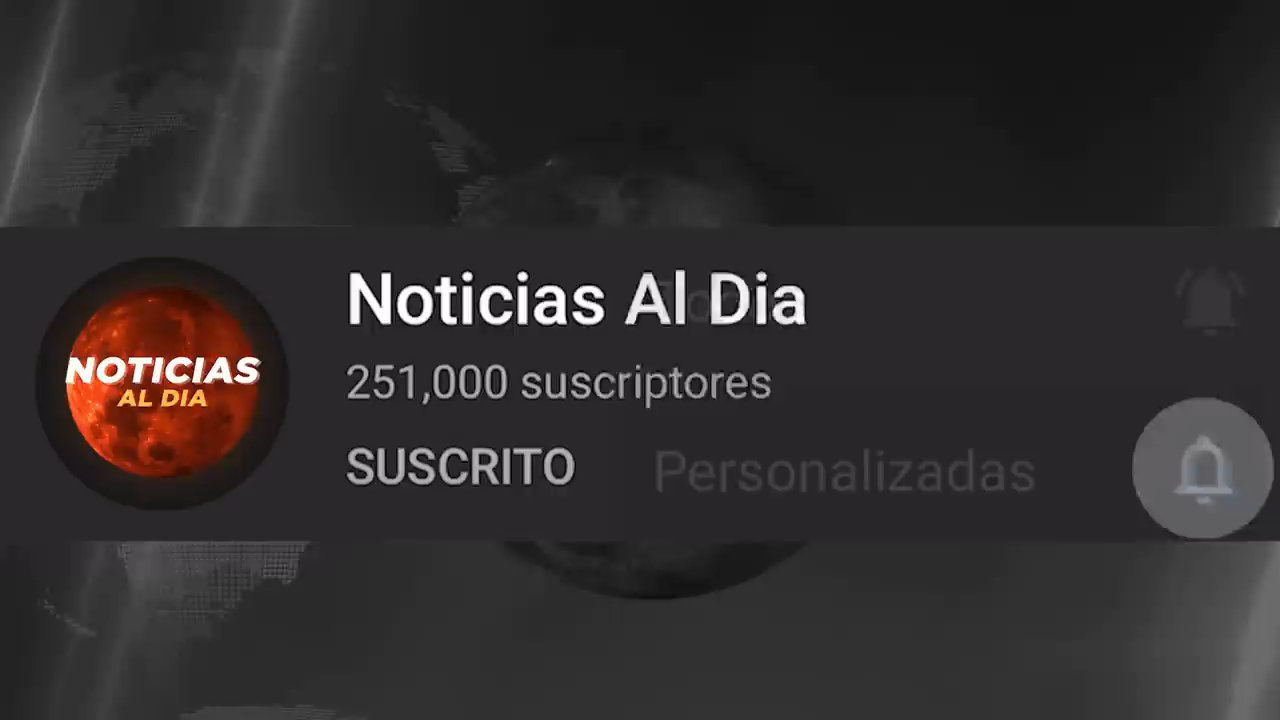 NOTICIAS
AL DIA
Noticias Al Dia
251,000 suscriptores
SUSCRITO
Personalizadas